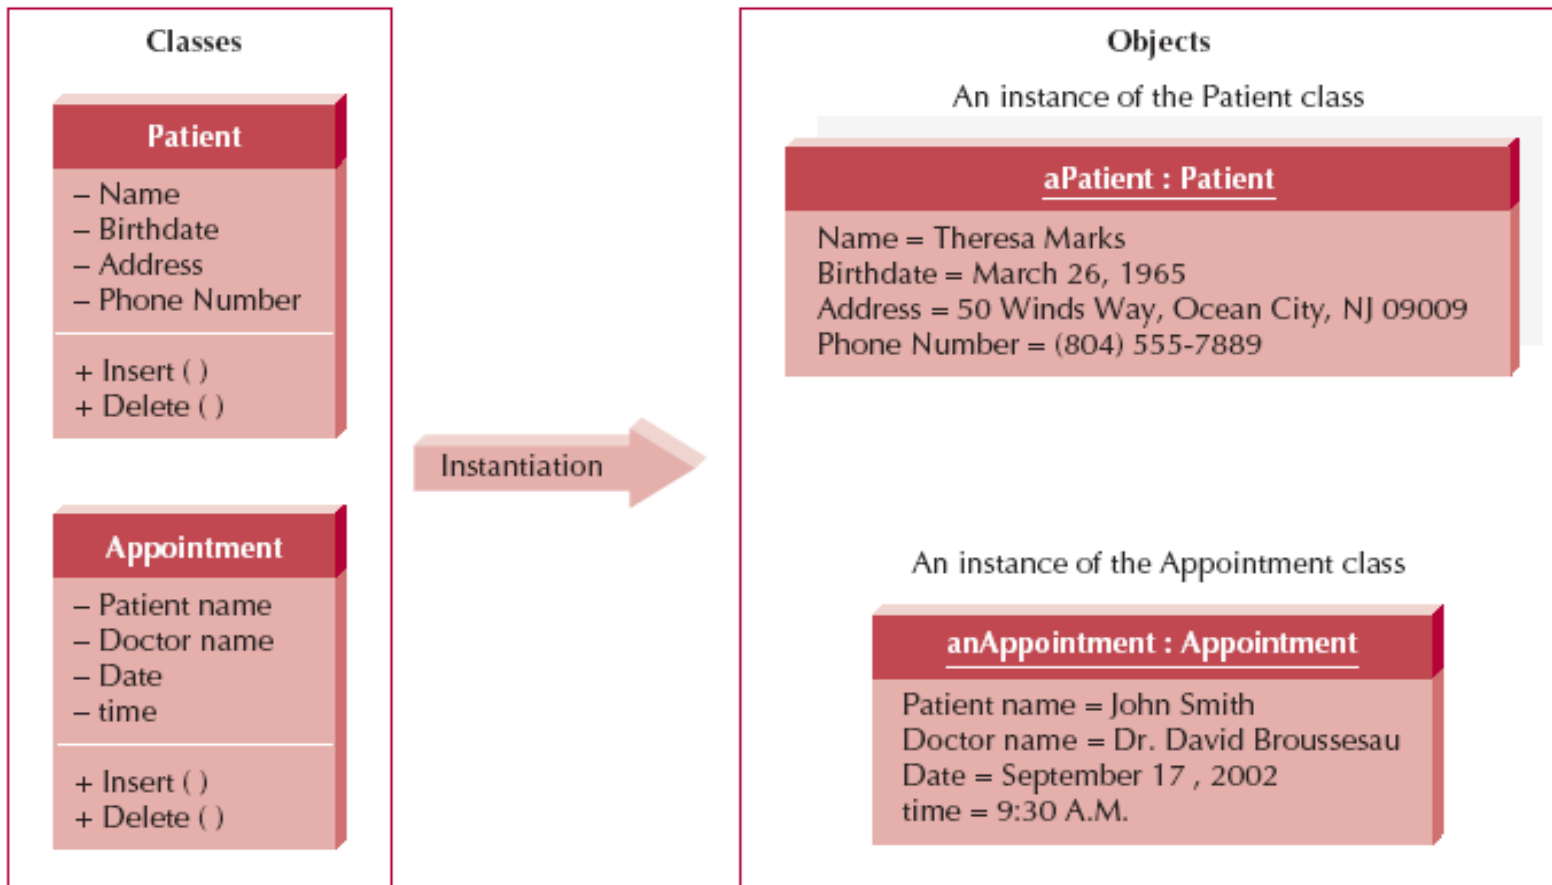 Classes
Patient
– Name
– Birthdate
– Address
– Phone Number
+ Insert ( )
+ Delete ( )
Appointment
– Patient name
– Doctor name
– Date
– time
+ Insert ( )
+ Delete ( )
Instantiation
Objects
An instance of the Patient class
aPatient : Patient
Name = Theresa Marks
Birthdate = March 26, 1965
Address = 50 Winds Way, Ocean City, NJ 09009
Phone Number = (804) 555-7889
An instance of the Appointment class
anAppointment : Appointment
Patient name = John Smith
Doctor name = Dr. David Broussesau
Date = September 17 , 2002
time = 9:30 A.M.